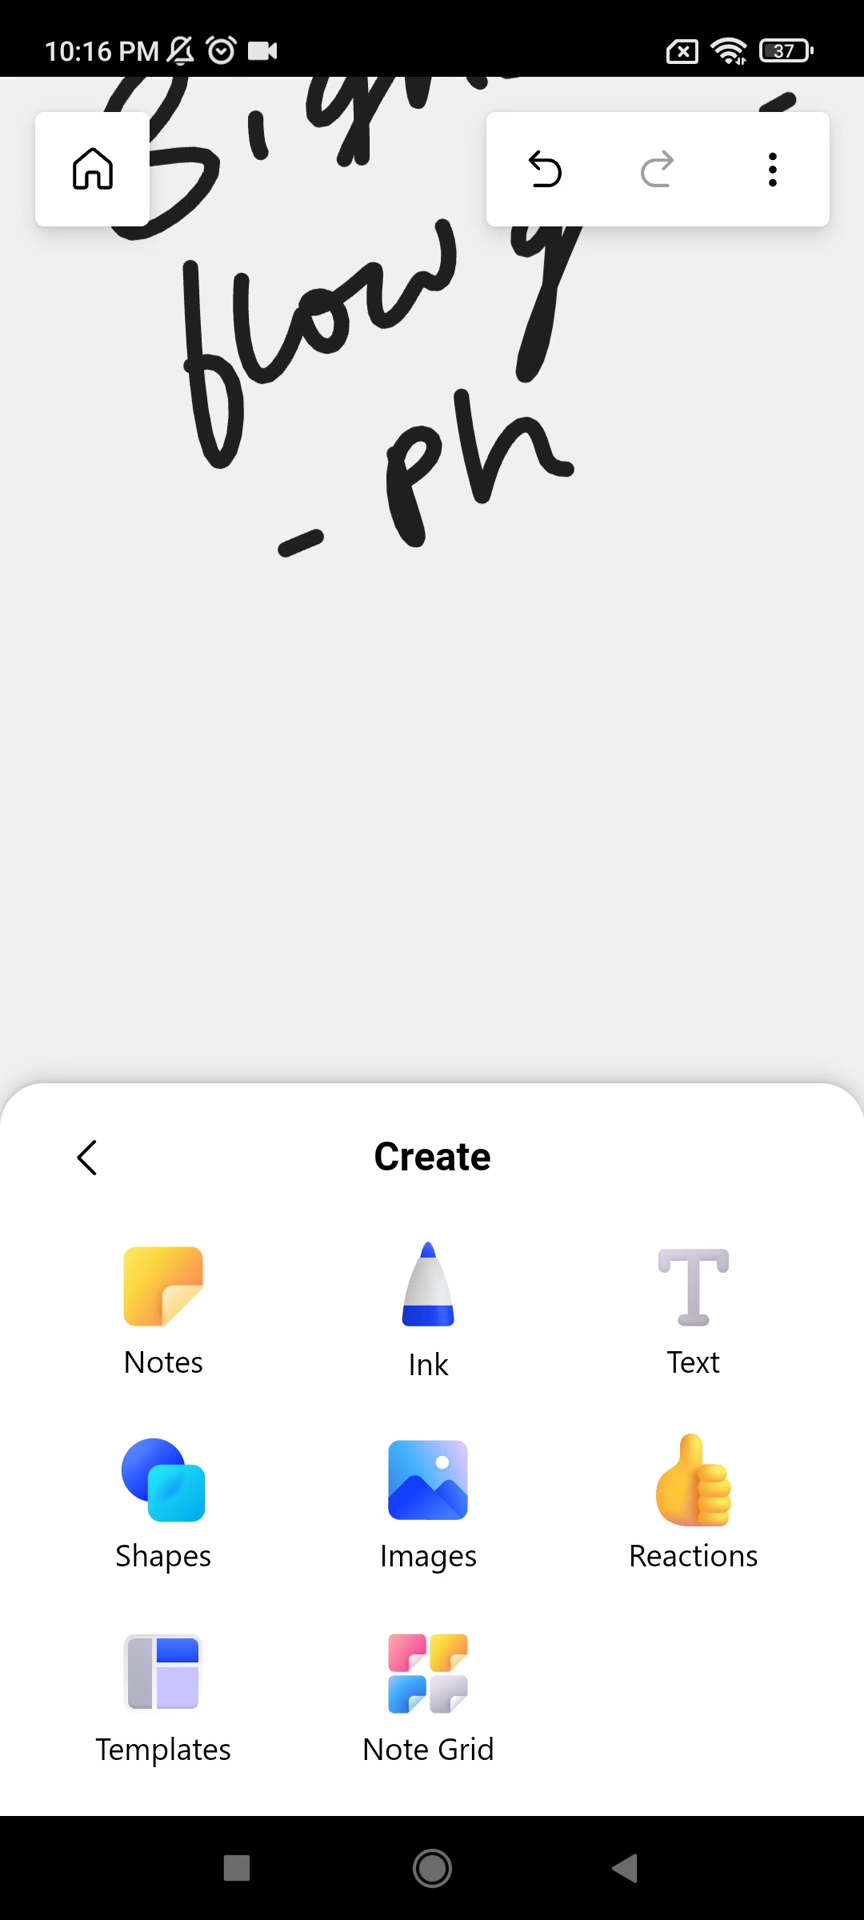 10:16 PM
37
flow
- Ph
Create
Notes
Ink
Text
Shapes
Images
Reactions
Templates
Note Grid